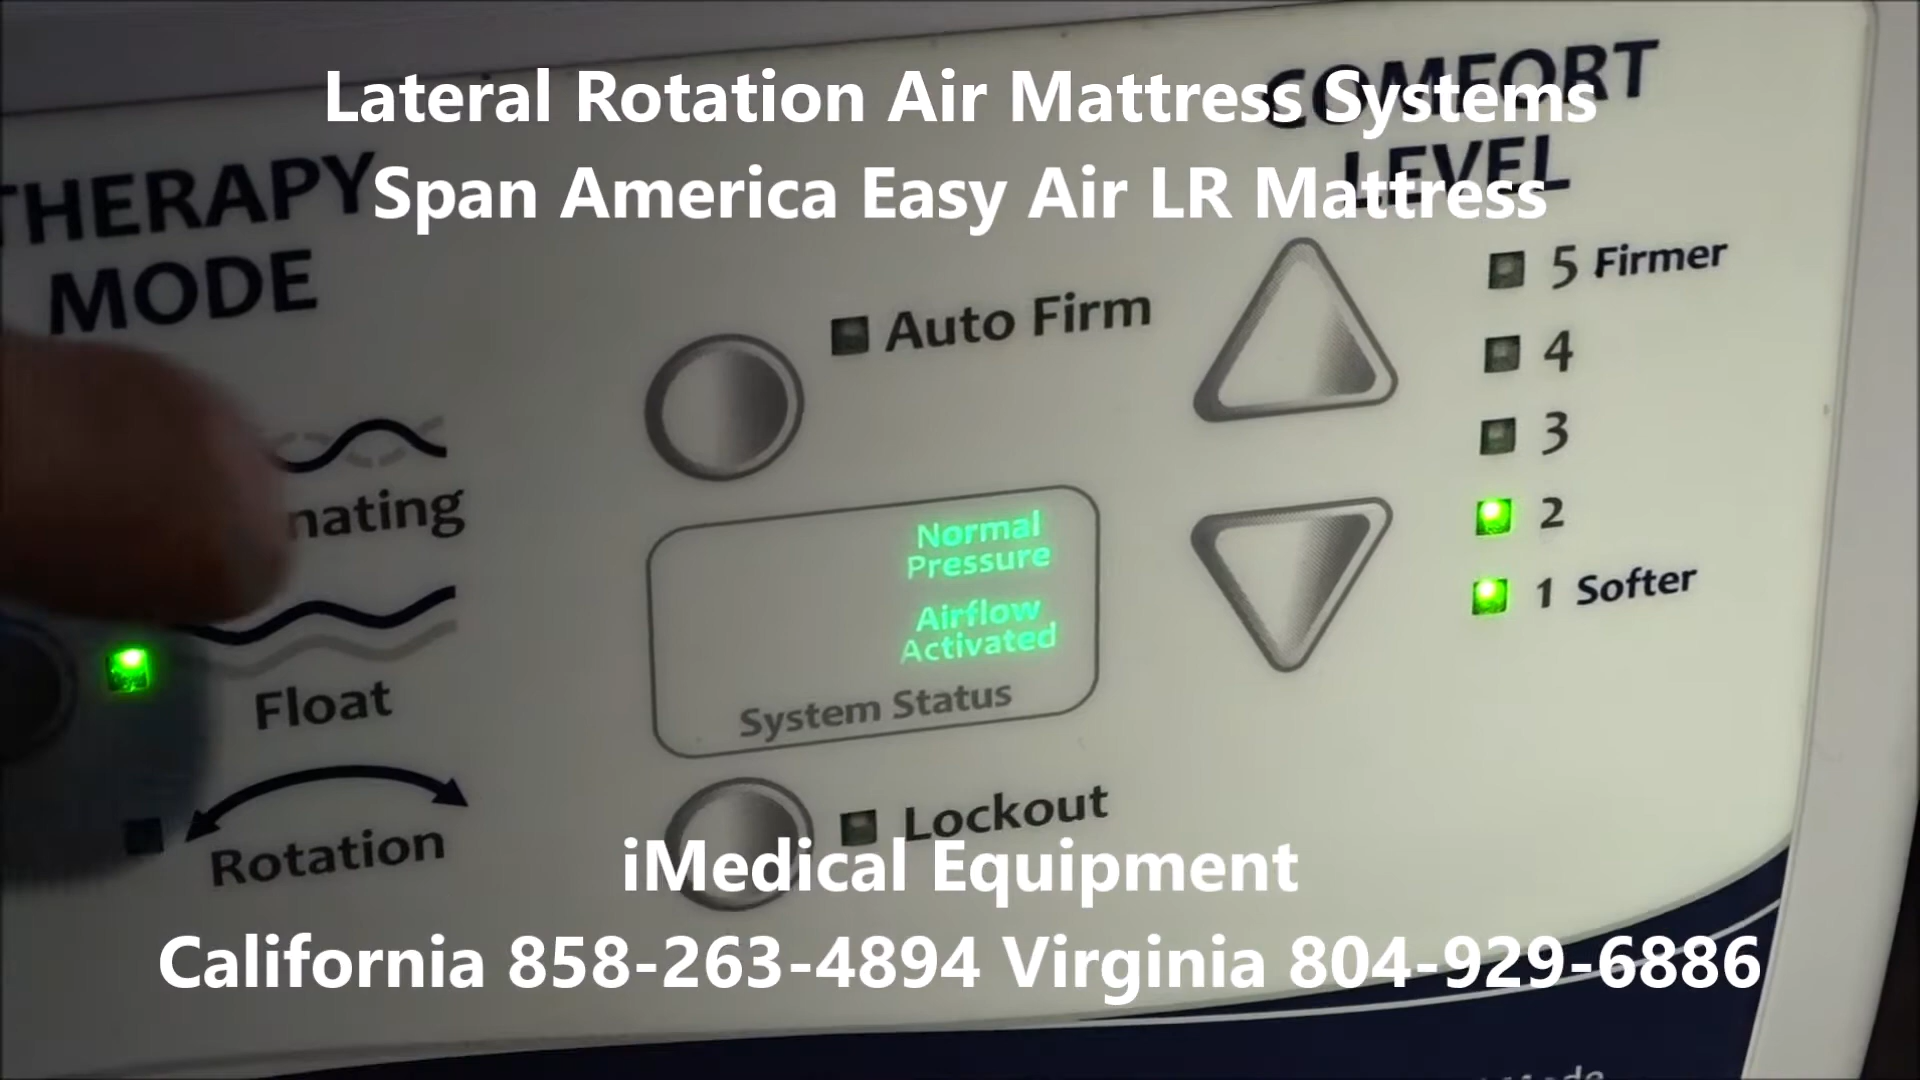 Lateral Rotation Air Mattress Systems
Span America Easy Air LR Mattress
THERAPY
MODE
nating
Float
Rotation
Auto Firm
Normal
Pressure
Airflow
Activated
System Status
Lockout
COMFORT
LEVEL
5 Firmer
4
3
2
1 Softer
iMedical Equipment
California 858-263-4894 Virginia 804-929-6886
Mode